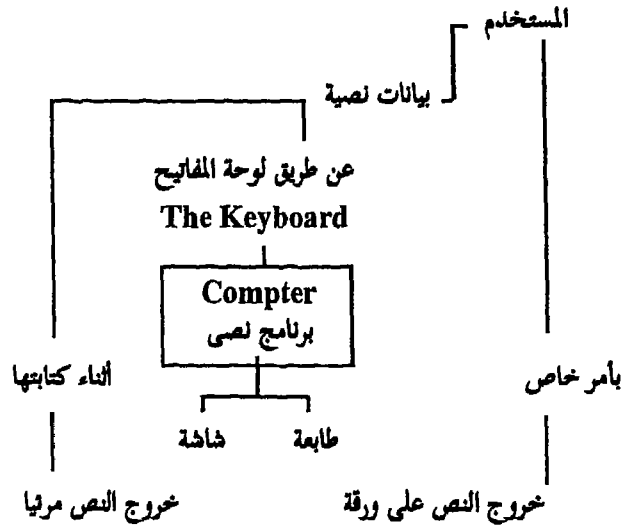 المستخدم
بيانات نصية
عن طريق لوحة المفاتيح
The Keyboard
Compter
برنامج نصى
أثناء كتابتها
بأمر خاص
شاشة
طابعة
خروج النص مرئيا
خروج النص على ورقة